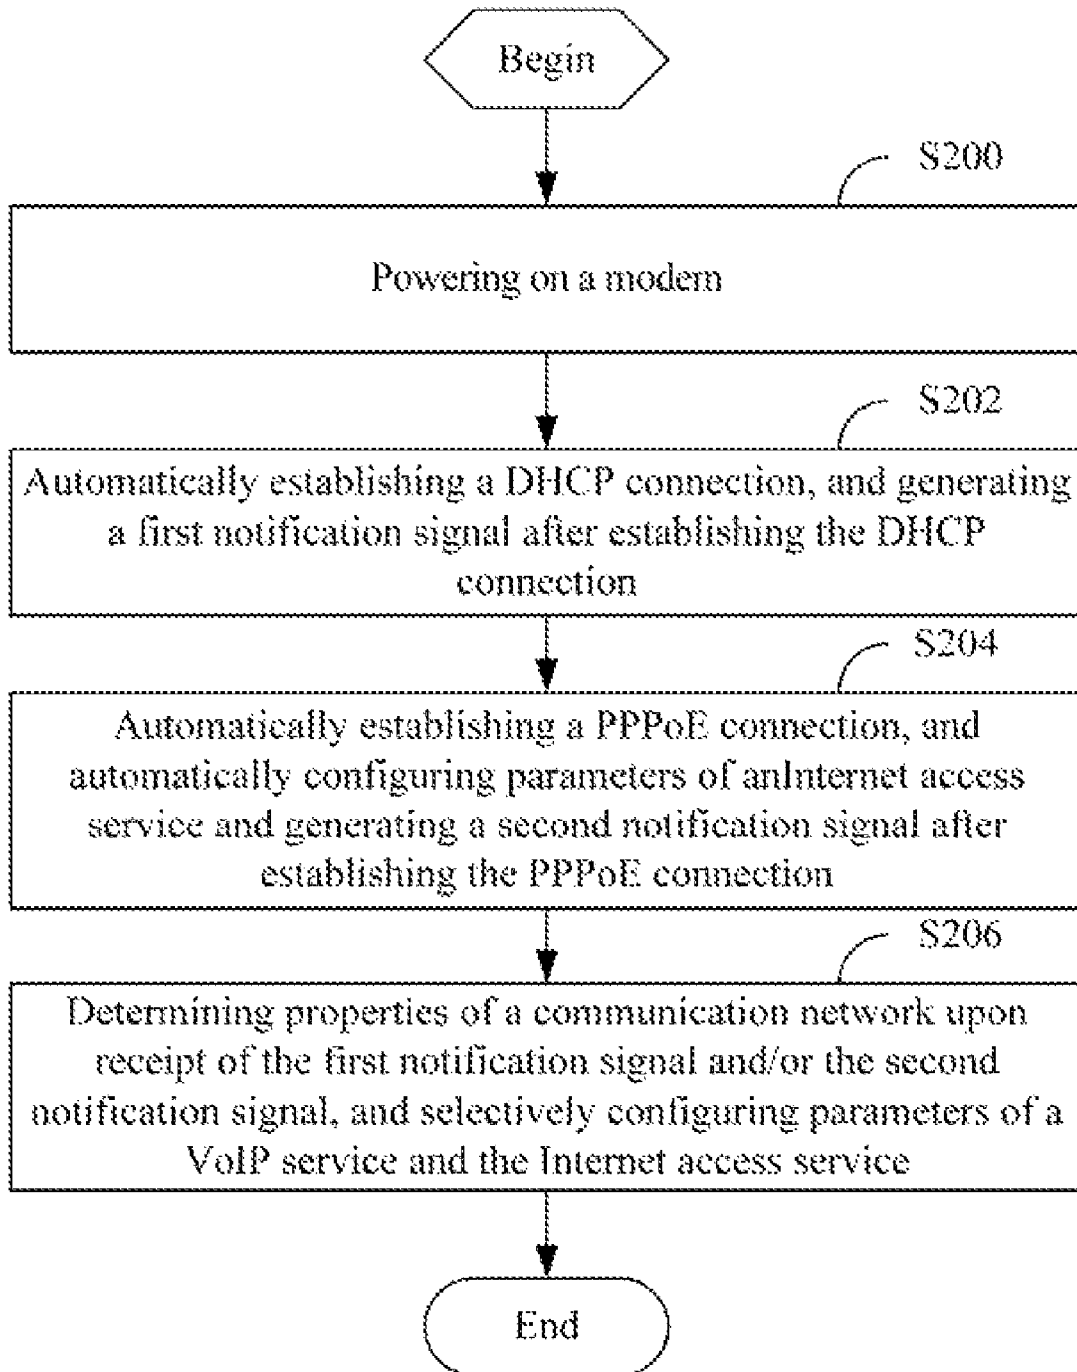 Begin
S200
Powering on a modem
S202
Automatically establishing a DHCP connection, and generating
a first notification signal after establishing the DHCP
connection
S204
Automatically establishing a PPPoE connection, and
automatically configuring parameters of anInternet access
service and generating a second notification signal after
establishing the PPPoE connection
S206
Determining properties of a communication network upon
receipt of the first notification signal and/or the second
notification signal, and selectively configuring parameters of a
VoIP service and the Internet access service
End